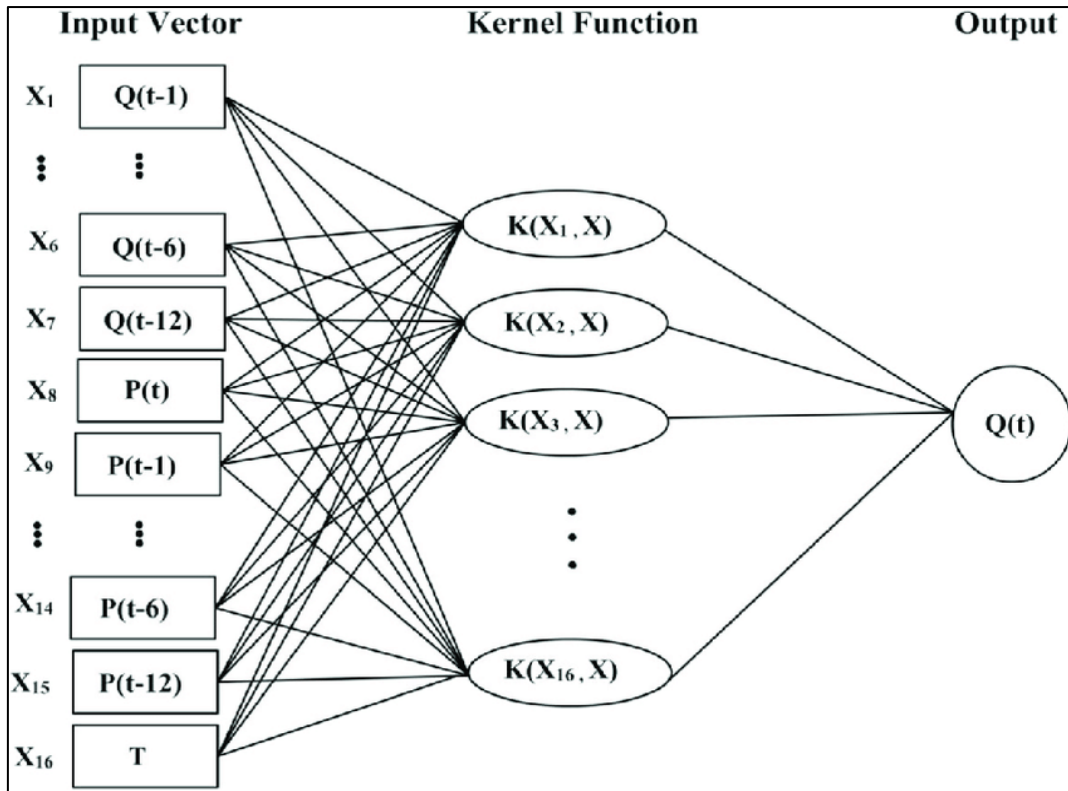 Input Vector Kernel Function Output
X₁ Q(t-1)
X₆ Q(t-6)
X₇ Q(t-12)
X₈ P(t)
X₉ P(t-1)
X₁₄ P(t-6)
X₁₅ P(t-12)
X₁₆ T
K(X₁ , X)
K(X₂ , X)
K(X₃ , X)
K(X₁₆ , X)
Q(t)